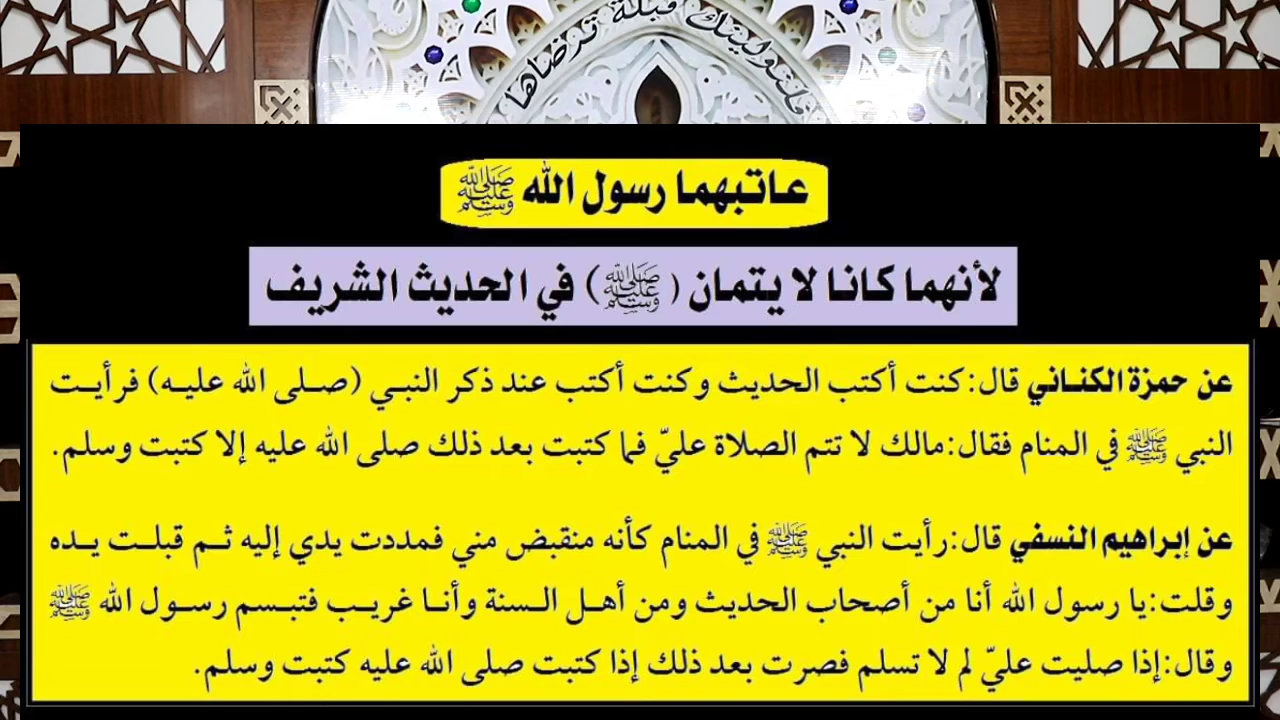 فلنولينك قبلة ترضاها
عاتبهما رسول الله ﷺ
لأنهما كانا لا يتمان (ﷺ) في الحديث الشريف
عن حمزة الكناني قال:كنت أكتب الحديث وكنت أكتب عند ذكر النبي (صلى الله عليه) فرأيت
النبي ﷺ في المنام فقال:مالك لا تتم الصلاة عليّ فما كتبت بعد ذلك صلى الله عليه إلا كتبت وسلم.
عن إبراهيم النسفي قال:رأيت النبي ﷺ في المنام كأنه منقبض مني فمددت يدي إليه ثم قبلت يده
وقلت:يا رسول الله أنا من أصحاب الحديث ومن أهل السنة وأنا غريب فتبسم رسول الله ﷺ
وقال:إذا صليت عليّ لم لا تسلم فصرت بعد ذلك إذا كتبت صلى الله عليه كتبت وسلم.